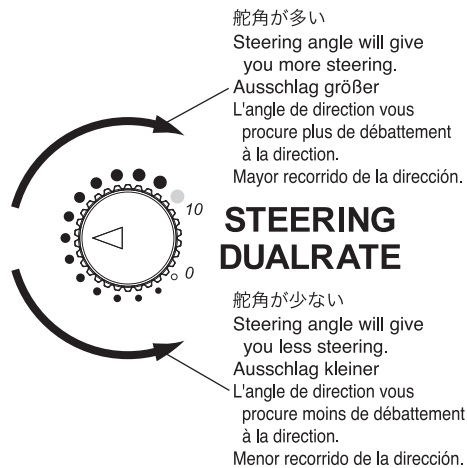 舵角が多い
Steering angle will give
you more steering.
Ausschlag größer
L'angle de direction vous
procure plus de débattement
à la direction.
Mayor recorrido de la dirección.
10
STEERING
DUALRATE
0
舵角が少ない
Steering angle will give
you less steering.
Ausschlag kleiner
L'angle de direction vous
procure moins de débattement
à la direction.
Menor recorrido de la dirección.